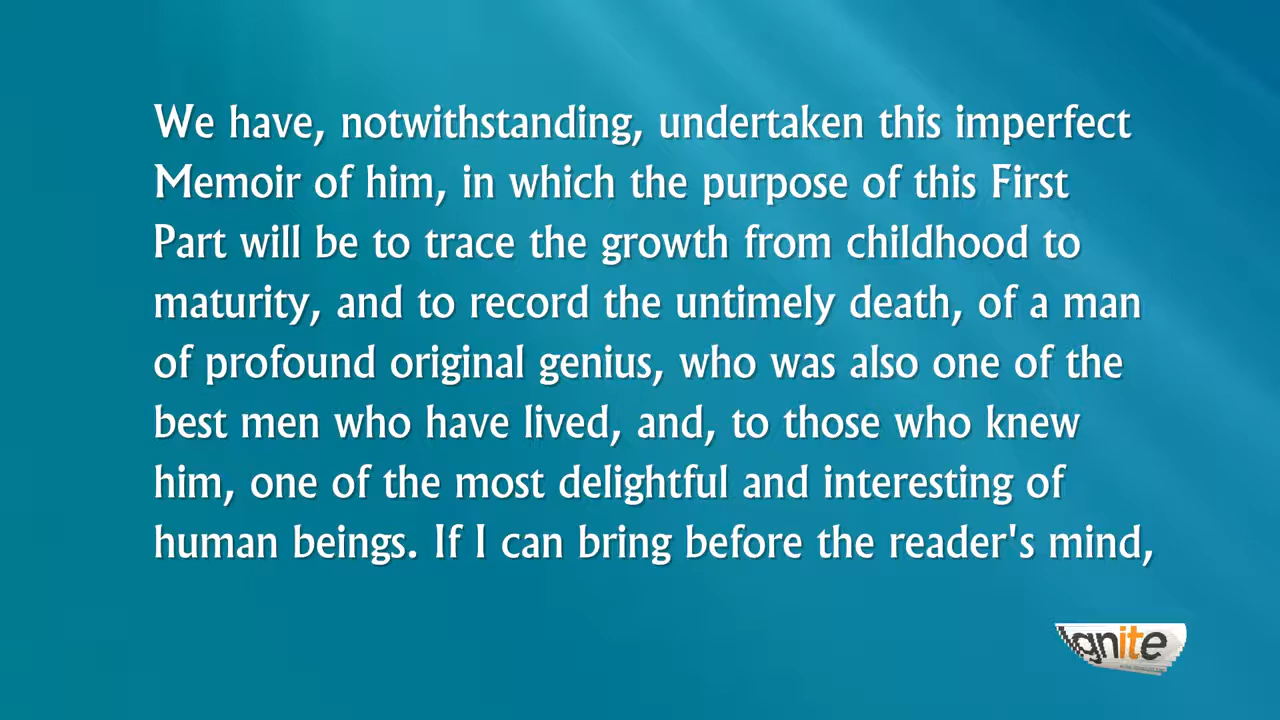 We have, notwithstanding, undertaken this imperfect
Memoir of him, in which the purpose of this First
Part will be to trace the growth from childhood to
maturity, and to record the untimely death, of a man
of profound original genius, who was also one of the
best men who have lived, and, to those who knew
him, one of the most delightful and interesting of
human beings. If I can bring before the reader's mind,
ignite